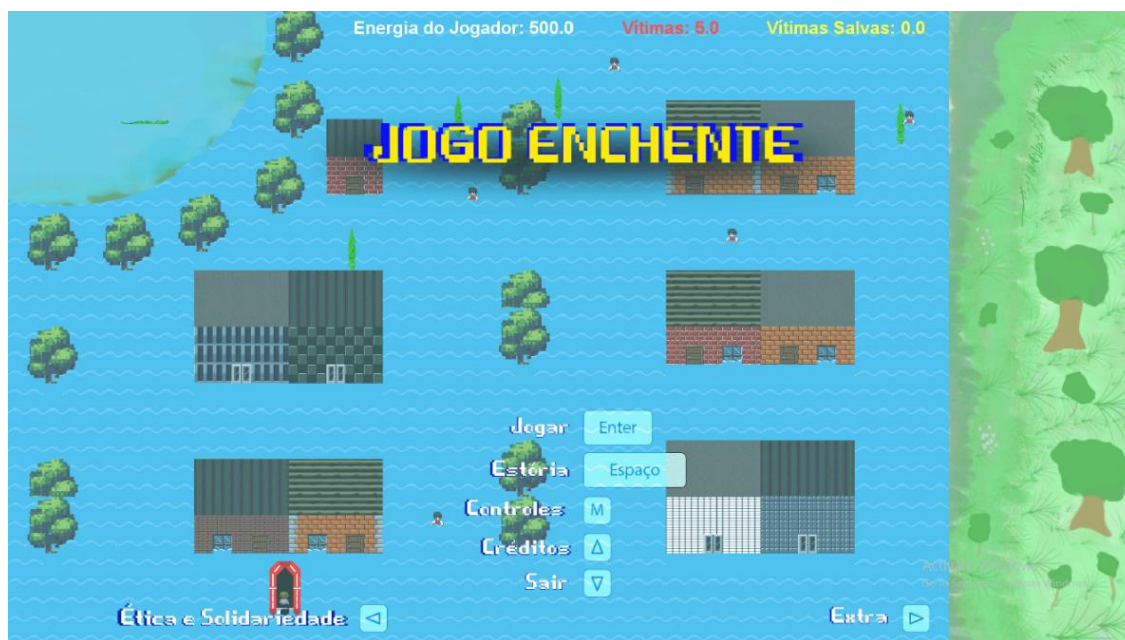 Energia do Jogador: 500.0 Vítimas: 5.0 Vítimas Salvas: 0.0
JOGO ENCHENTE
Jogar Enter
Estória Espaço
Controles M
Créditos
Sair
Ética e Solidariedade
Extra